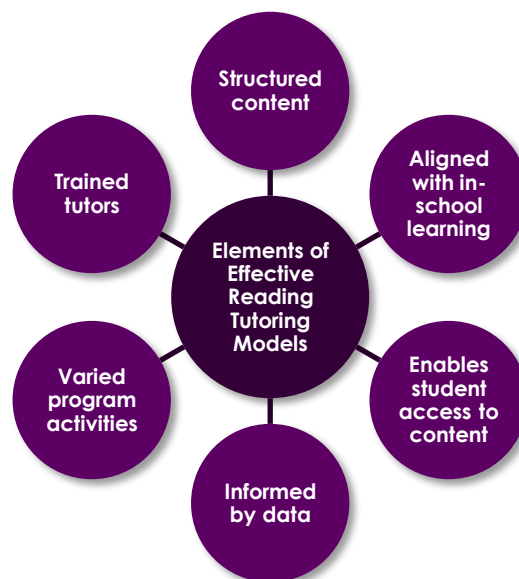 Structured
content
Aligned
with in-
school
learning
Trained
tutors
Elements of
Effective
Reading
Tutoring
Models
Enables
student
access to
content
Varied
program
activities
Informed
by data